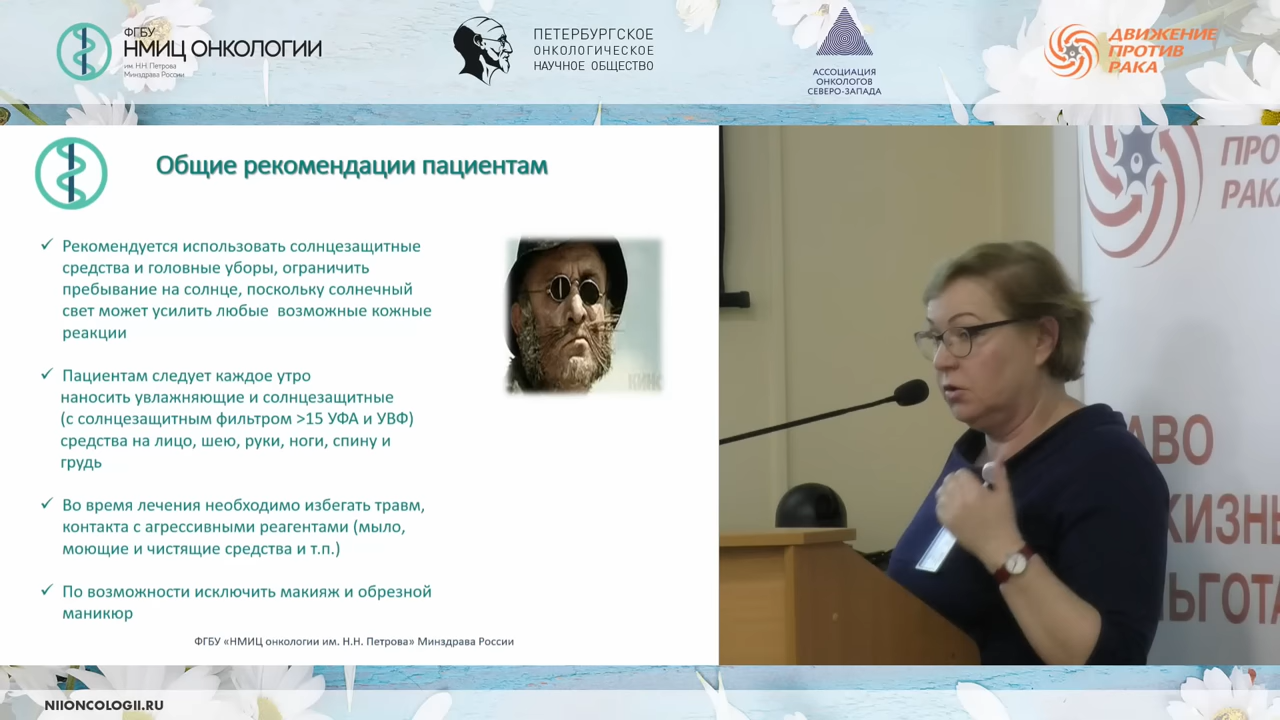 ФГБУ
НМИЦ ОНКОЛОГИИ
им. Н.Н. Петрова
Минздрава России
ПЕТЕРБУРГСКОЕ
ОНКОЛОГИЧЕСКОЕ
НАУЧНОЕ ОБЩЕСТВО
АССОЦИАЦИЯ
ОНКОЛОГОВ
СЕВЕРО-ЗАПАДА
ДВИЖЕНИЕ
ПРОТИВ
РАКА
Общие рекомендации пациентам
✓ Рекомендуется использовать солнцезащитные
средства и головные уборы, ограничить
пребывание на солнце, поскольку солнечный
свет может усилить любые возможные кожные
реакции
✓ Пациентам следует каждое утро
наносить увлажняющие и солнцезащитные
(с солнцезащитным фильтром >15 УФА и УВФ)
средства на лицо, шею, руки, ноги, спину и
грудь
✓ Во время лечения необходимо избегать травм,
контакта с агрессивными реагентами (мыло,
моющие и чистящие средства и т.п.)
✓ По возможности исключить макияж и обрезной
маникюр
ФГБУ «НМИЦ онкологии им. Н.Н. Петрова» Минздрава России
ПРО
РАКА
АВО
ЖИЗНЬ
ЛЬГОТА
NIIONCOLOGII.RU